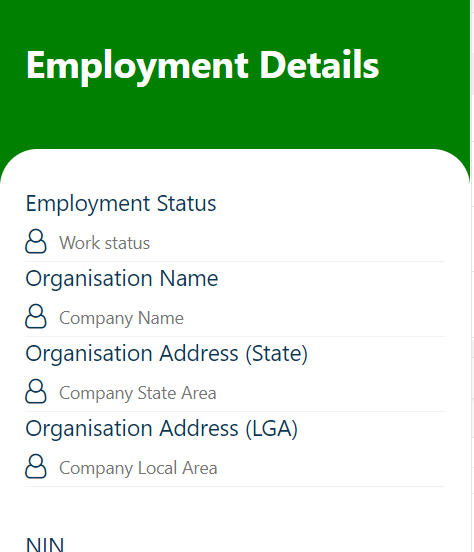 Employment Details
Employment Status
Work status
Organisation Name
Company Name
Organisation Address (State)
Company State Area
Organisation Address (LGA)
Company Local Area
NIN